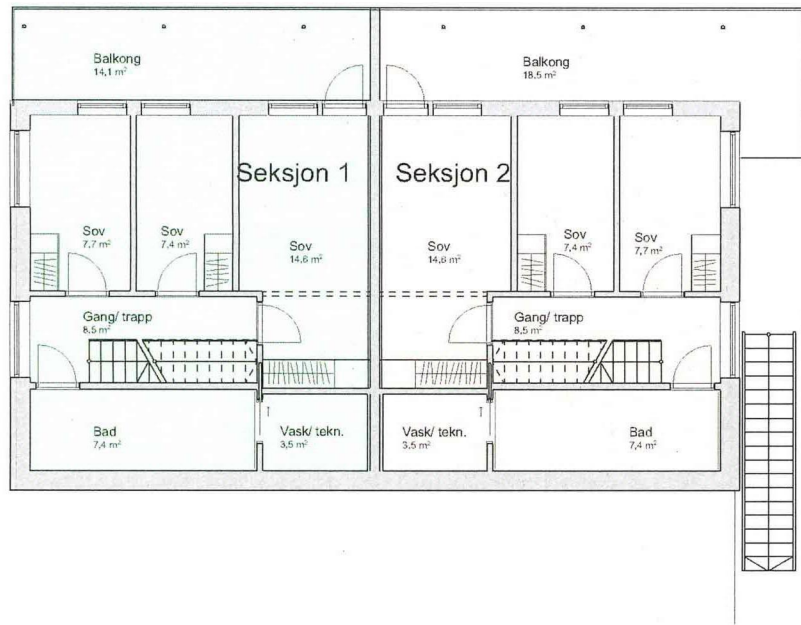 Balkong
14,1 m²
Balkong
18,5 m²
Seksjon 1
Seksjon 2
Sov
7,7 m²
Sov
7,4 m²
Sov
14,6 m²
Sov
14,6 m²
Sov
7,4 m²
Sov
7,7 m²
Gang/ trapp
8,5 m²
Gang/ trapp
8,5 m²
Bad
7,4 m²
Vask/ tekn.
3,5 m²
Vask/ tekn.
3,5 m²
Bad
7,4 m²